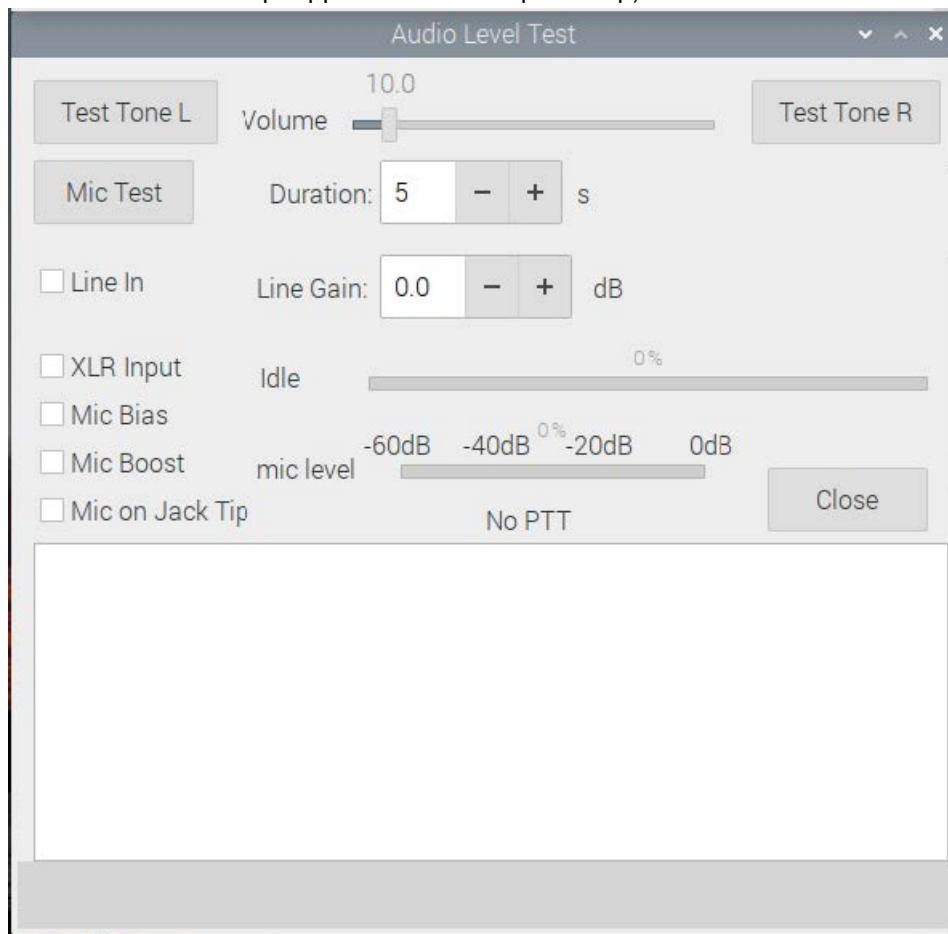 Audio Level Test
10.0
Test Tone L Volume Test Tone R
Mic Test Duration: 5 − + s
Line In Line Gain: 0.0 − + dB
0%
XLR Input Idle
Mic Bias
0%
-60dB -40dB -20dB 0dB
Mic Boost mic level
Mic on Jack Tip No PTT Close